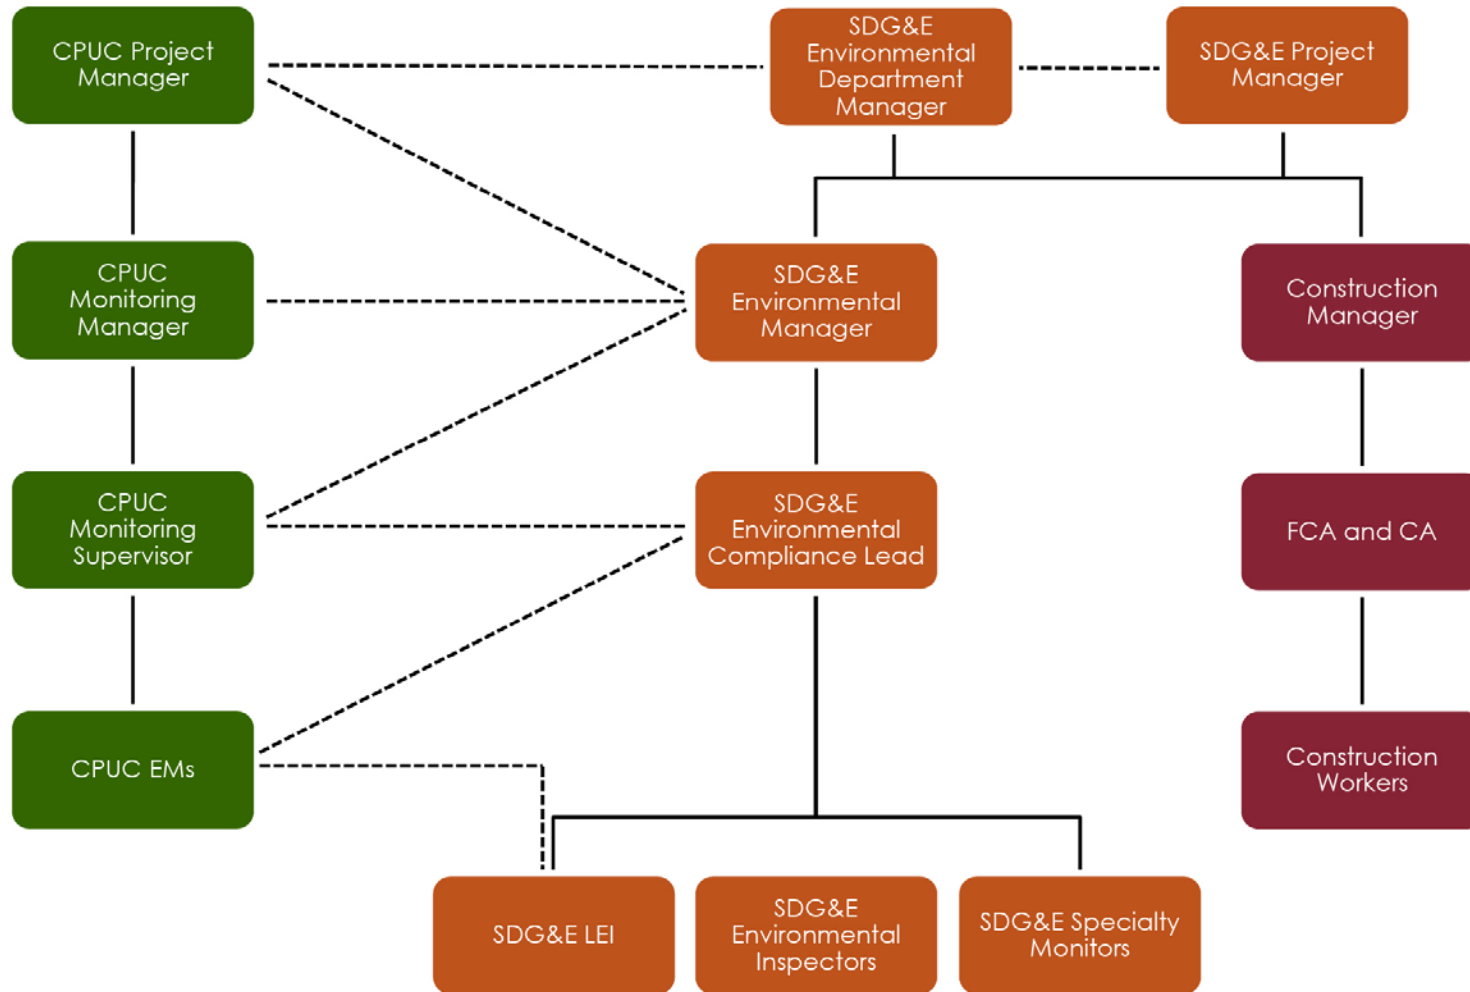 CPUC Project
Manager
SDG&E
Environmental
Department
Manager
SDG&E Project
Manager
CPUC
Monitoring
Manager
SDG&E
Environmental
Manager
Construction
Manager
CPUC
Monitoring
Supervisor
SDG&E
Environmental
Compliance Lead
FCA and CA
CPUC EMs
Construction
Workers
SDG&E LEI
SDG&E
Environmental
Inspectors
SDG&E Specialty
Monitors